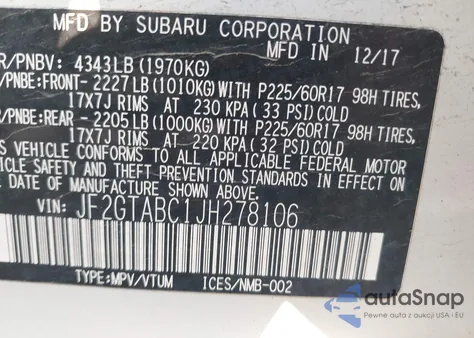 MFD BY SUBARU CORPORATION
12/17
R/PNBV: 4343LB (1970KG)
/PNBE:FRONT- 2227 LB (1010KG) WITH P225/60R17 98H TIRES,
17X7J RIMS AT 230 KPA (33 PSI) COLD
/PNBE:REAR - 2205 LB (1000KG) WITH P225/60R17 98H TIRES,
17X7J RIMS AT 220 KPA (32 PSI) COLD
S VEHICLE CONFORMS TO ALL APPLICABLE FEDERAL MOTOR
AND THEFT PREVENTION STANDARDS
IN EFFECT ON THE DATE OF MANUFACTURE SHOWN ABOVE.
VIN: JF2GTABC1JH278106
TYPE:MPV/VTUM ICES/NMB-002
autoSnap
Pewne auta z aukcji USA - EU